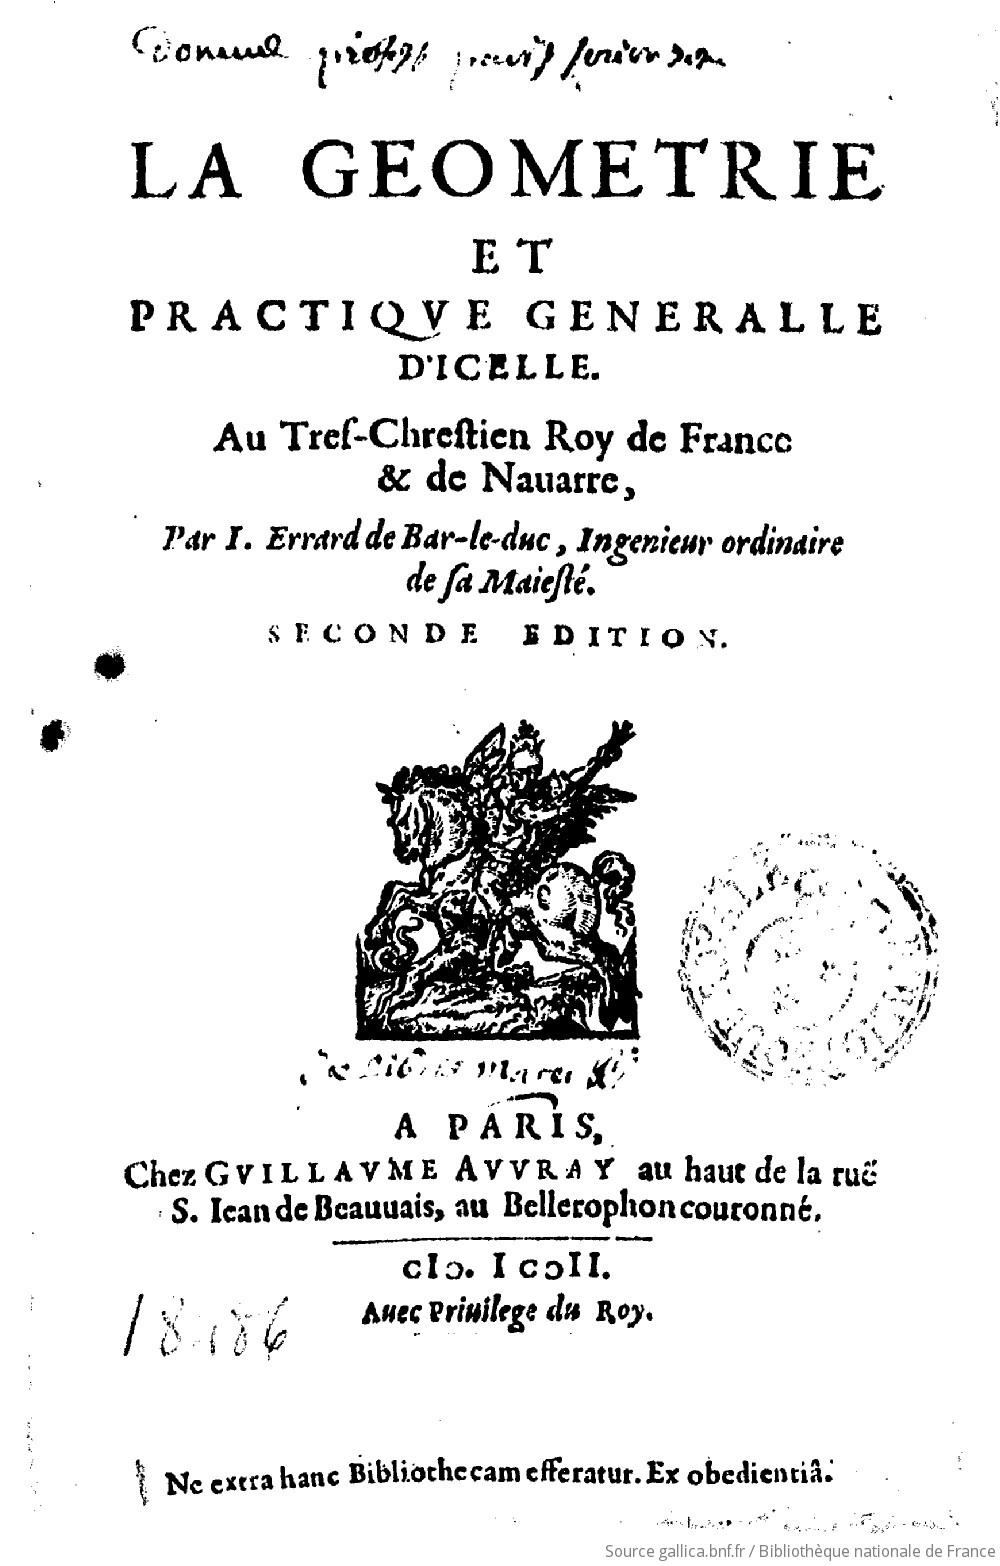 LA GEOMETRIE
ET
PRACTIQVE GENERALLE
D'ICELLE.
Au Treſ-Chreſtien Roy de France
& de Nauarre,
Par I. Errard de Bar-le-duc, Ingenieur ordinaire
de ſa Maieſté.
SECONDE EDITION.
A PARIS,
Chez GVILLAVME AVVRAY au haut de la ruë
S. Iean de Beauuais, au Bellerophon couronné.
cIↄ. I cↄII.
Auec Priuilege du Roy.
Ne extra hanc Bibliothecam efferatur. Ex obedientiâ.
Source gallica.bnf.fr / Bibliothèque nationale de France